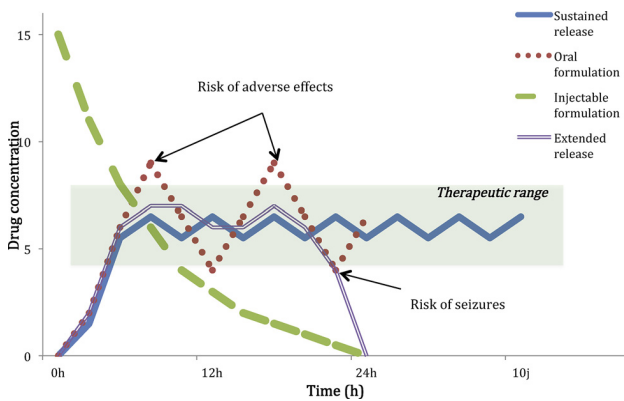 Sustained
release
Oral
formulation
Injectable
formulation
Extended
release
Risk of adverse effects
Therapeutic range
Risk of seizures
Drug concentration
15
10
5
0
0h
12h
24h
10j
Time (h)